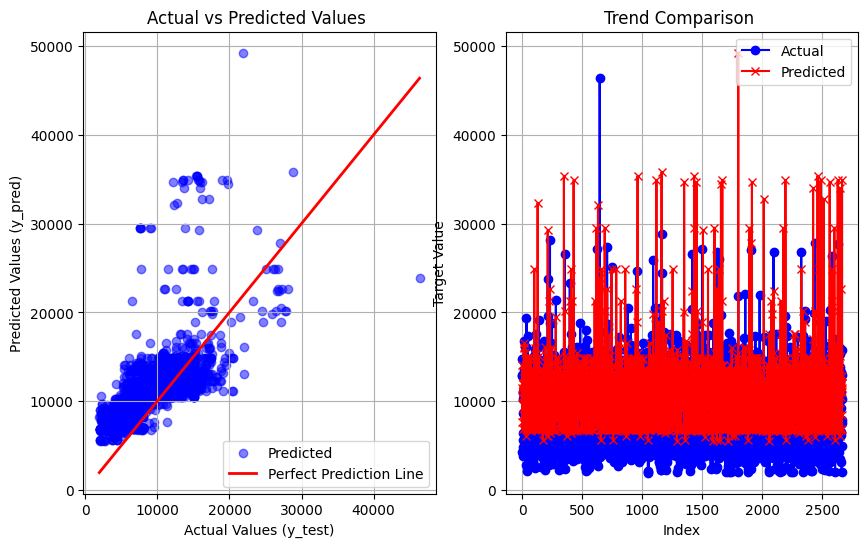 Actual vs Predicted Values
50000
40000
30000
20000
10000
0
Predicted Values (y_pred)
0
10000
20000
30000
40000
Actual Values (y_test)
Predicted
Perfect Prediction Line
Trend Comparison
50000
40000
30000
20000
10000
0
Target Value
0
500
1000
1500
2000
2500
Index
Actual
Predicted